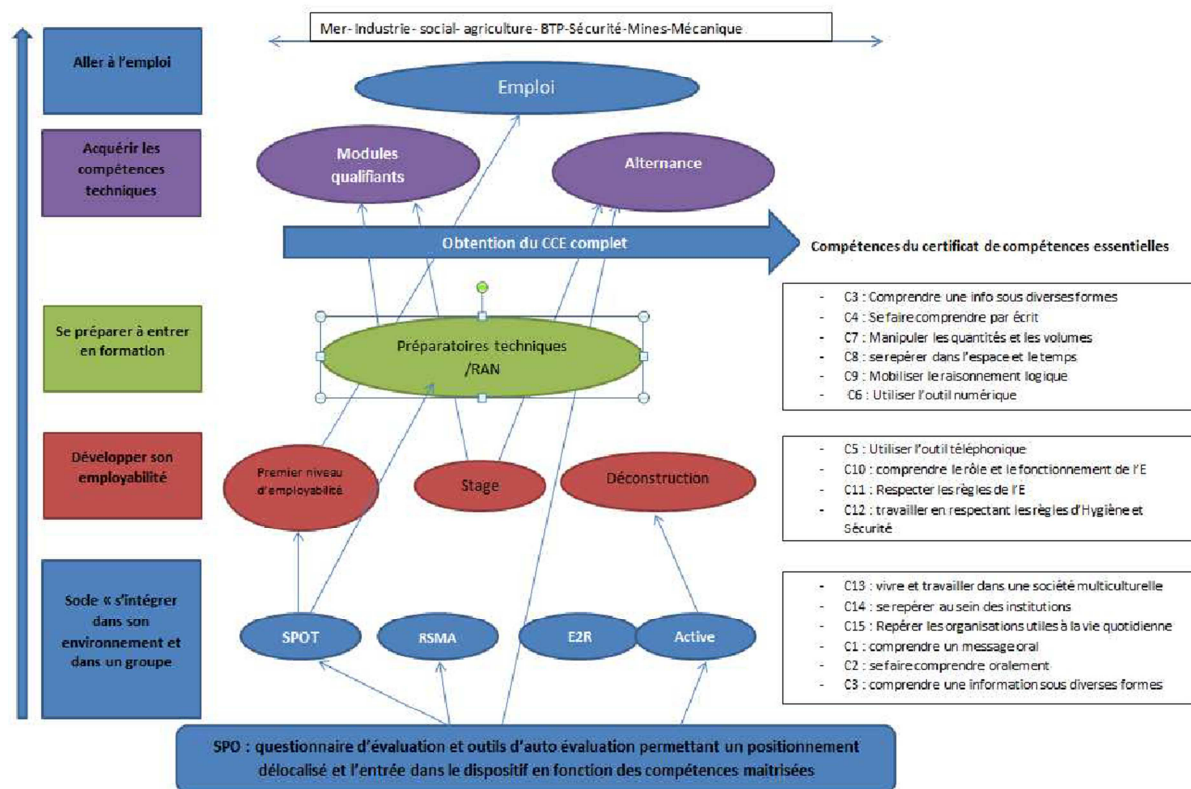 Mer- Industrie- social- agriculture- BTP-Sécurité-Mines-Mécanique
Aller à l'emploi
Emploi
Acquérir les
compétences
techniques
Modules
qualifiants
Alternance
Obtention du CCE complet
Compétences du certificat de compétences essentielles
Se préparer à entrer
en formation
Préparatoires techniques
/RAN
- C3 : Comprendre une info sous diverses formes
- C4 : Se faire comprendre par écrit
- C7 : Manipuler les quantités et les volumes
- C8 : se repérer dans l'espace et le temps
- C9 : Mobiliser le raisonnement logique
- C6 : Utiliser l'outil numérique
Développer son
employabilité
Premier niveau
d'employabilité
Stage
Déconstruction
- C5 : Utiliser l'outil téléphonique
- C10 : comprendre le rôle et le fonctionnement de l'E
- C11 : Respecter les règles de l'E
- C12 : travailler en respectant les règles d'Hygiène et
Sécurité
Socle « s'intégrer
dans son
environnement et
dans un groupe
SPOT
RSMA
E2R
Active
- C13 : vivre et travailler dans une société multiculturelle
- C14 : se repérer au sein des institutions
- C15 : Repérer les organisations utiles à la vie quotidienne
- C1 : comprendre un message oral
- C2 : se faire comprendre oralement
- C3 : comprendre une information sous diverses formes
SPO : questionnaire d'évaluation et outils d'auto évaluation permettant un positionnement
délocalisé et l'entrée dans le dispositif en fonction des compétences maitrisées